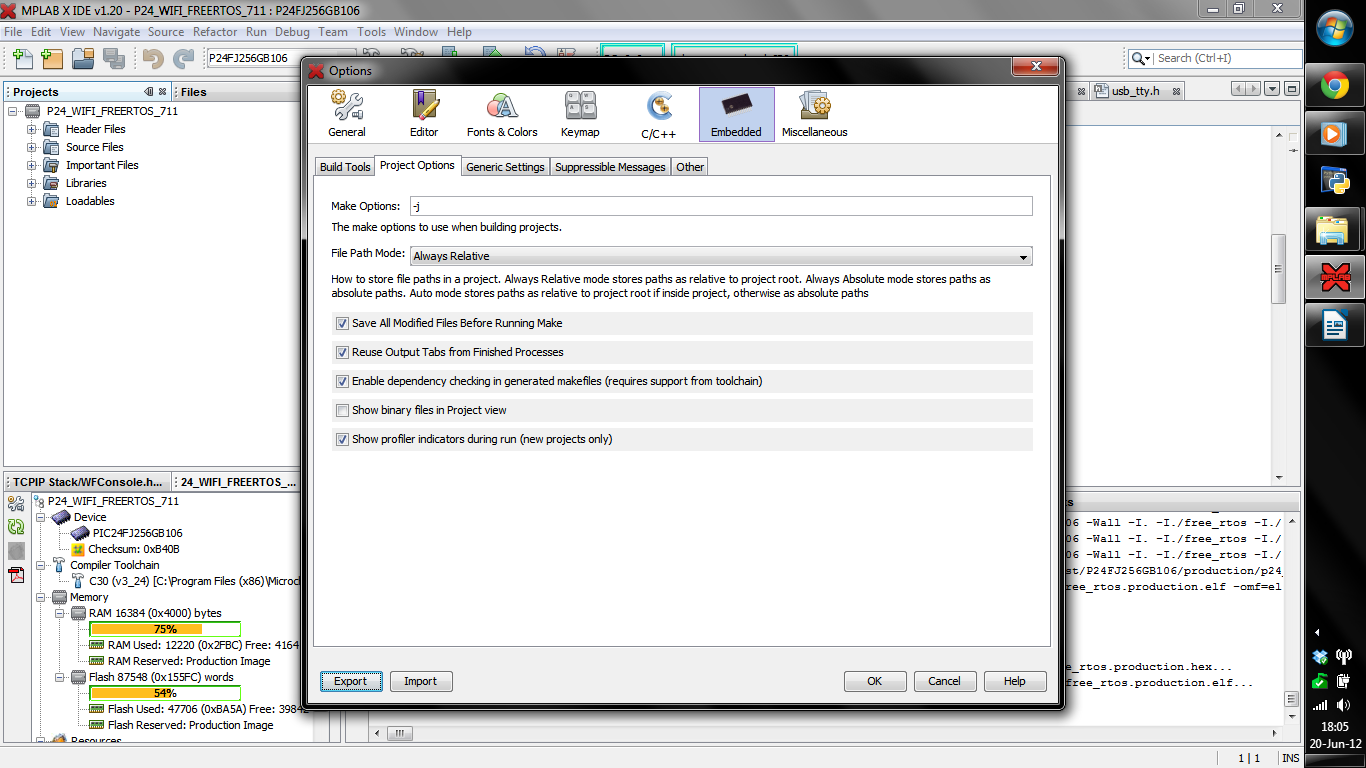 MPLAB X IDE v1.20 - P24_WIFI_FREERTOS_711 : P24FJ256GB106
File Edit View Navigate Source Refactor Run Debug Team Tools Window Help
P24FJ256GB106
Search (Ctrl+I)
Projects
Files
usb_tty.h
P24_WIFI_FREERTOS_711
Header Files
Source Files
Important Files
Libraries
Loadables
Options
General
Editor
Fonts & Colors
Keymap
C/C++
Embedded
Miscellaneous
Build Tools
Project Options
Generic Settings
Suppressible Messages
Other
Make Options: -j
The make options to use when building projects.
File Path Mode: Always Relative
How to store file paths in a project. Always Relative mode stores paths as relative to project root. Always Absolute mode stores paths as
absolute paths. Auto mode stores paths as relative to project root if inside project, otherwise as absolute paths
Save All Modified Files Before Running Make
Reuse Output Tabs from Finished Processes
Enable dependency checking in generated makefiles (requires support from toolchain)
Show binary files in Project view
Show profiler indicators during run (new projects only)
Export
Import
OK
Cancel
Help
TCPIP Stack/WFConsole.h...
24_WIFI_FREERTOS_...
P24_WIFI_FREERTOS_711
Device
PIC24FJ256GB106
Checksum: 0xB40B
Compiler Toolchain
C30 (v3_24) [C:\Program Files (x86)\Microc
Memory
RAM 16384 (0x4000) bytes
75%
RAM Used: 12220 (0x2FBC) Free: 4164
RAM Reserved: Production Image
Flash 87548 (0x155FC) words
54%
Flash Used: 47706 (0xBA5A) Free: 39842
Flash Reserved: Production Image
Resources
06 -Wall -I. -I./free_rtos -I./
06 -Wall -I. -I./free_rtos -I./
06 -Wall -I. -I./free_rtos -I./
st/P24FJ256GB106/production/p24_
ee_rtos.production.elf -omf=el
e_rtos.production.hex...
free_rtos.production.elf...
1 | 1
INS
MPLAB
18:05
20-Jun-12